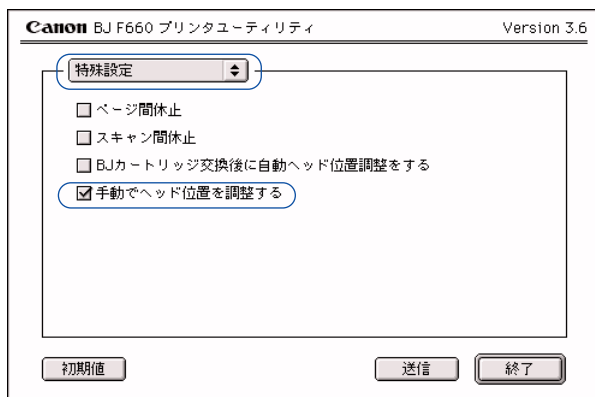 Canon BJ F660 プリンタユーティリティ Version 3.6
特殊設定
ページ間休止
スキャン間休止
BJカートリッジ交換後に自動ヘッド位置調整をする
手動でヘッド位置を調整する
初期値 送信 終了